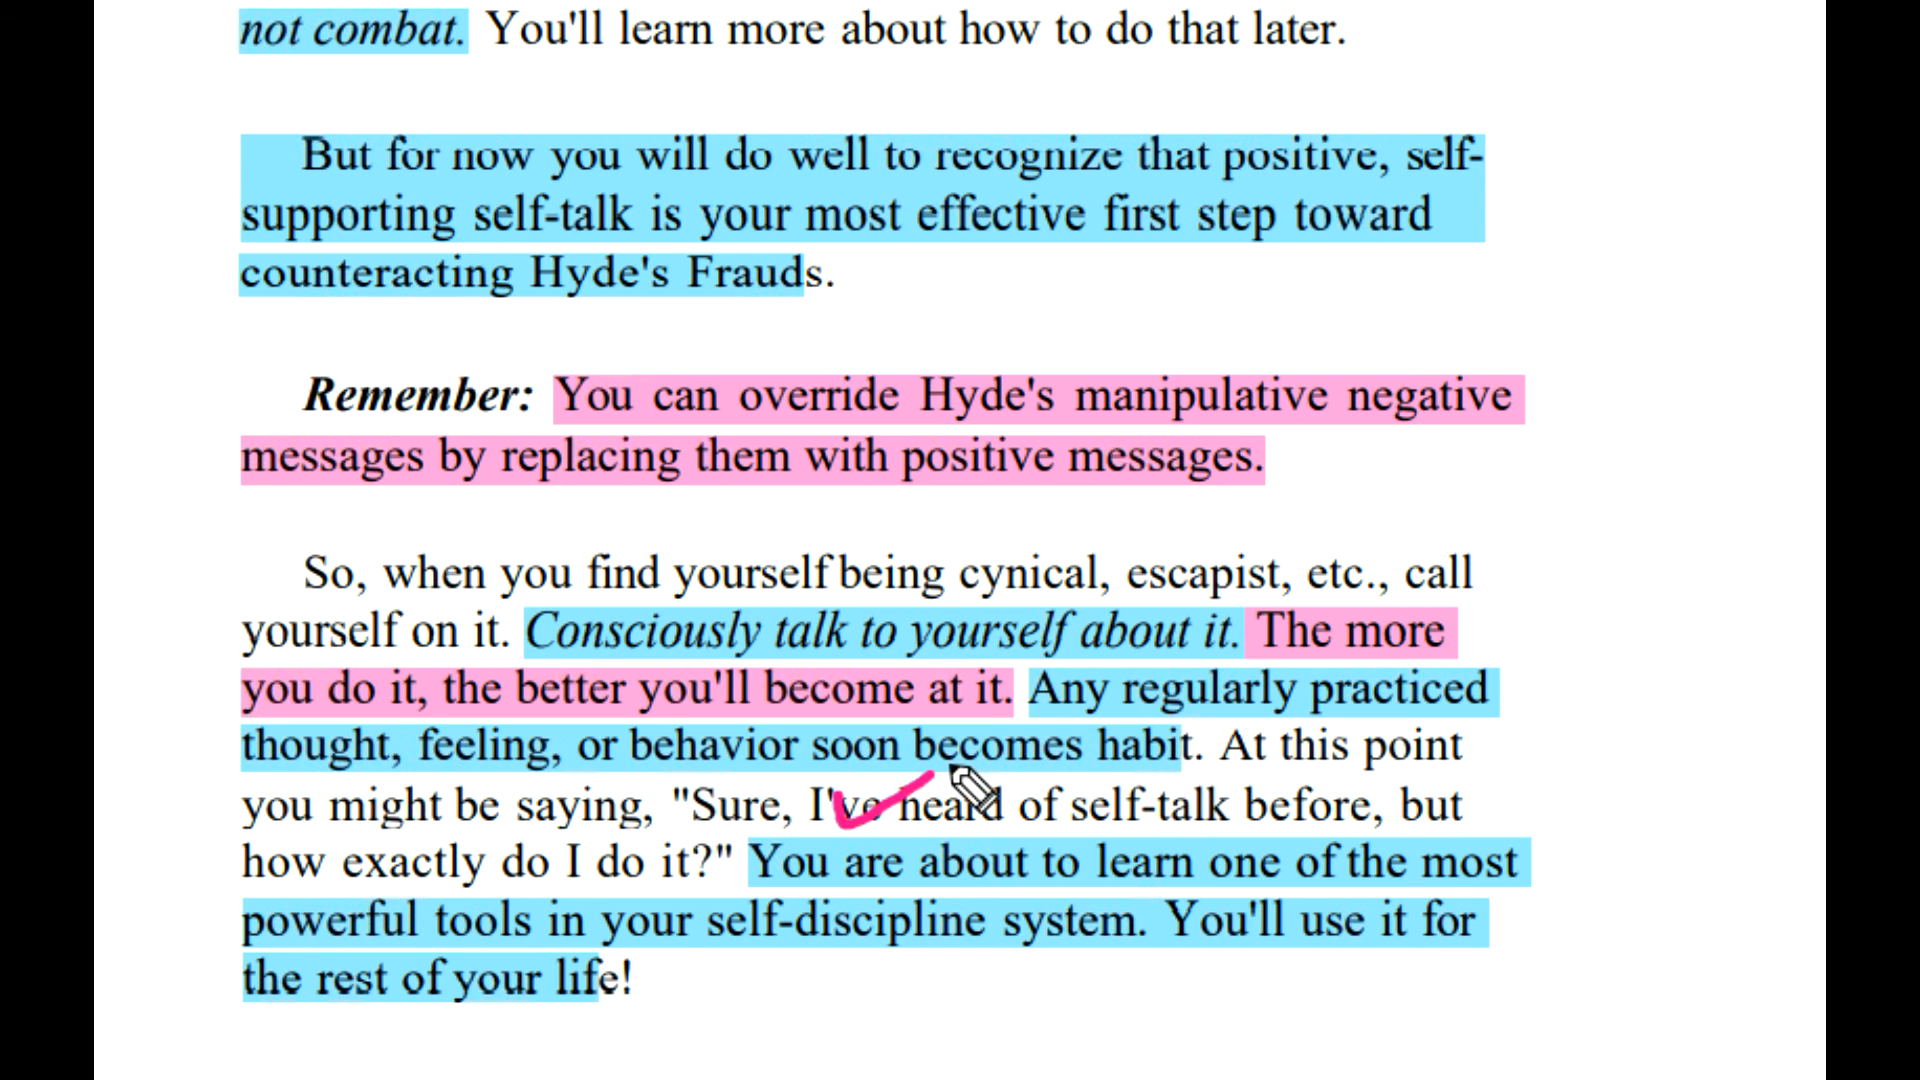 not combat. You'll learn more about how to do that later.
But for now you will do well to recognize that positive, self-
supporting self-talk is your most effective first step toward
counteracting Hyde's Frauds.
Remember: You can override Hyde's manipulative negative
messages by replacing them with positive messages.
So, when you find yourself being cynical, escapist, etc., call
yourself on it. Consciously talk to yourself about it. The more
you do it, the better you'll become at it. Any regularly practiced
thought, feeling, or behavior soon becomes habit. At this point
you might be saying, "Sure, I've heard of self-talk before, but
how exactly do I do it?" You are about to learn one of the most
powerful tools in your self-discipline system. You'll use it for
the rest of your life!